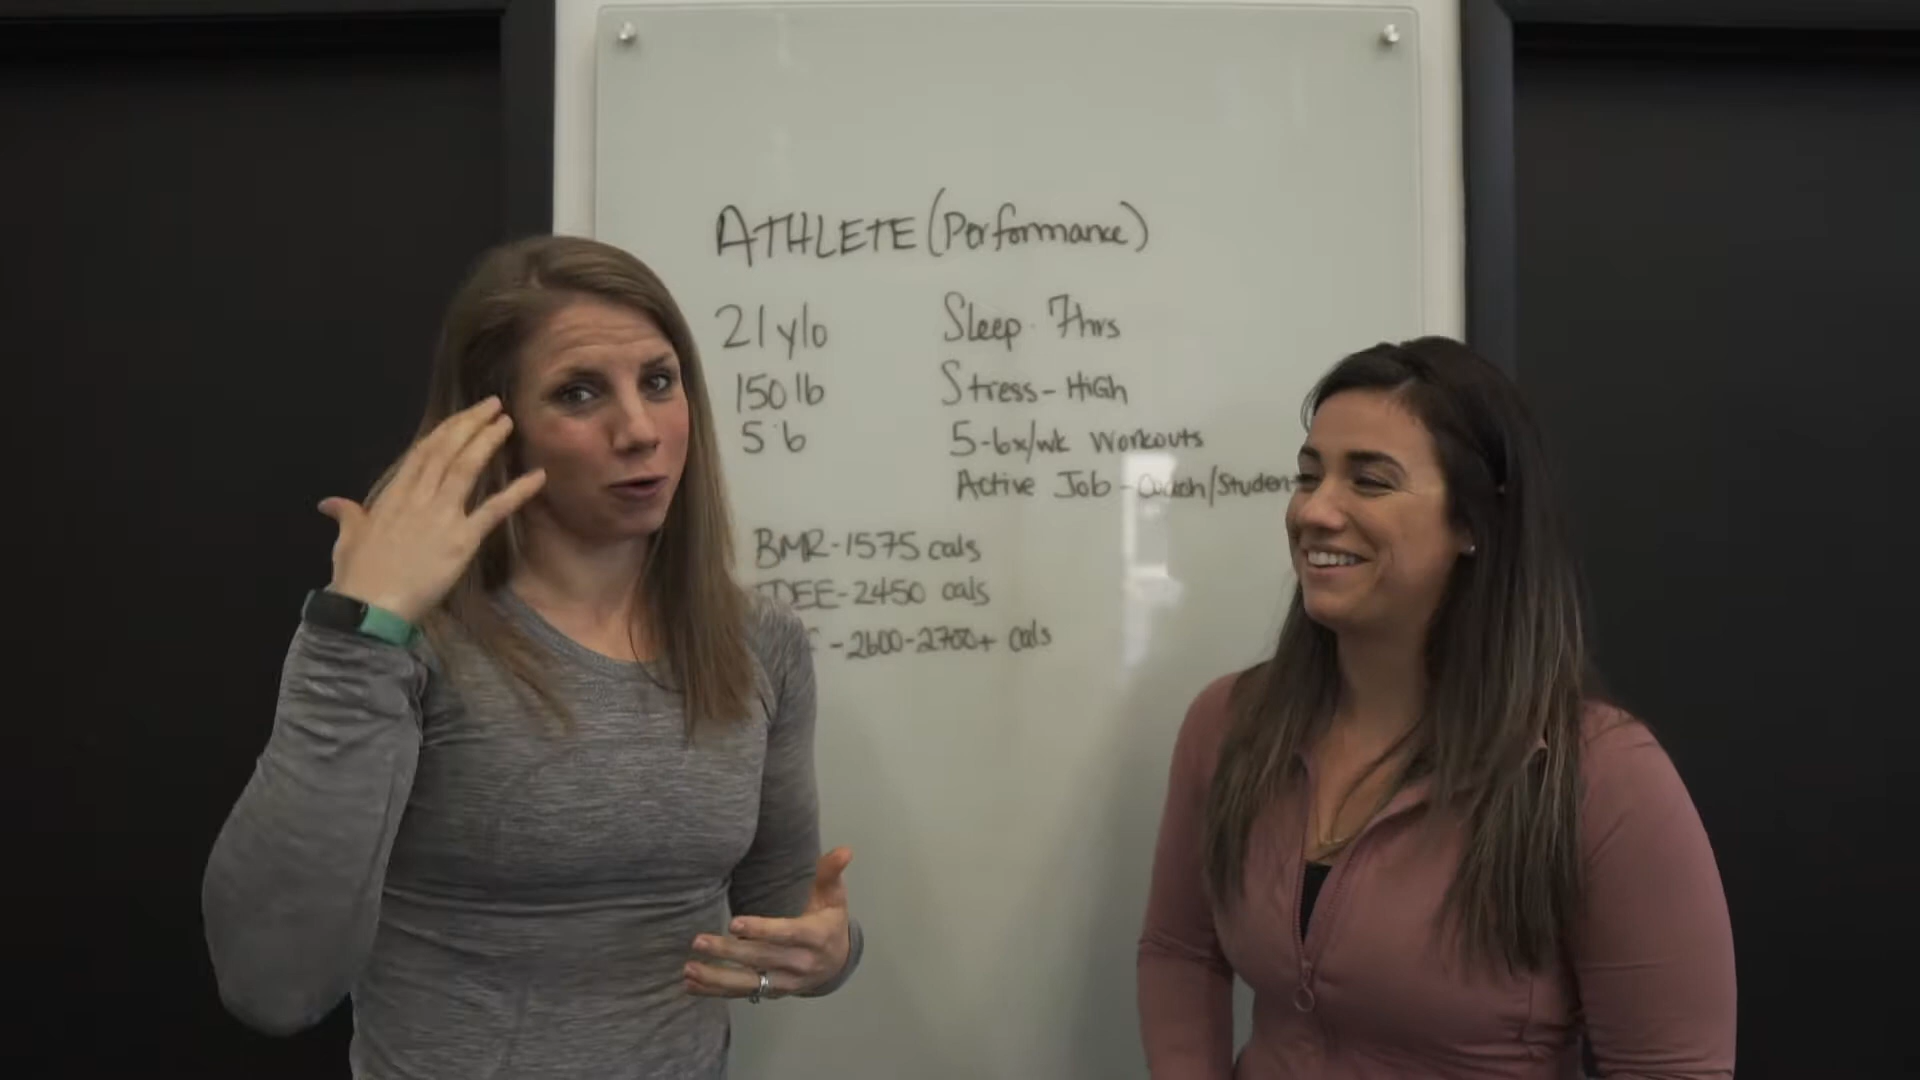 ATHLETE (Performance)
21 y/o
150 lb
5'6
Sleep - 7hrs
Stress - HIGH
5-6x/wk Workouts
Active Job - Coach/Student
BMR - 1575 cals
TDEE - 2450 cals
- 2600-2700+ cals